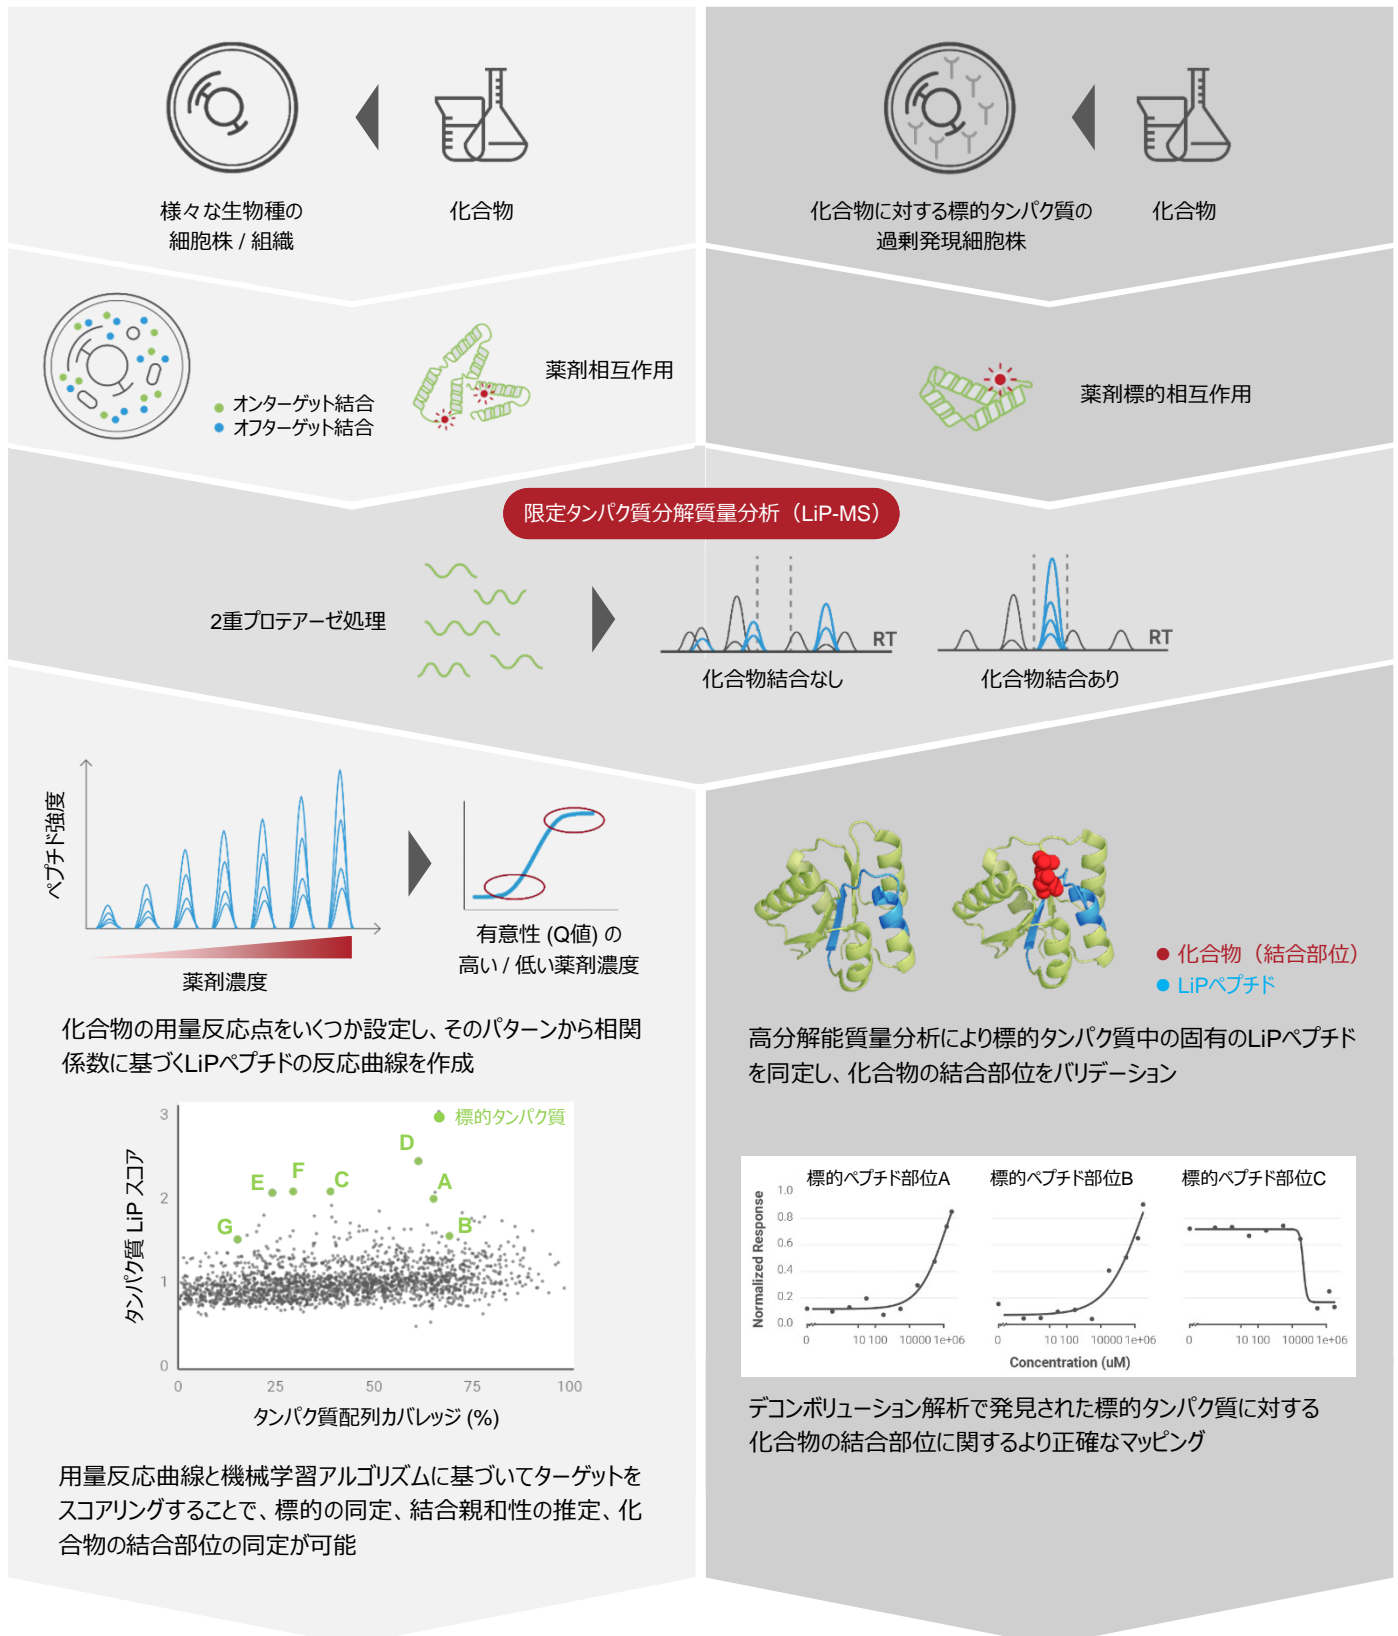 様々な生物種の
細胞株 / 組織
化合物
化合物に対する標的タンパク質の
過剰発現細胞株
化合物
オンターゲット結合
オフターゲット結合
薬剤相互作用
薬剤標的相互作用
限定タンパク質分解質量分析（LiP-MS）
2重プロテアーゼ処理
RT
化合物結合なし
RT
化合物結合あり
ペプチド強度
薬剤濃度
有意性 (Q値) の
高い / 低い薬剤濃度
化合物の用量反応点をいくつか設定し、そのパターンから相関
係数に基づくLiPペプチドの反応曲線を作成
タンパク質 LiP スコア
3
2
1
0
標的タンパク質
D
A
B
C
F
E
G
0 25 50 75 100
タンパク質配列カバレッジ (%)
用量反応曲線と機械学習アルゴリズムに基づいてターゲットを
スコアリングすることで、標的の同定、結合親和性の推定、化
合物の結合部位の同定が可能
化合物（結合部位）
LiPペプチド
高分解能質量分析により標的タンパク質中の固有のLiPペプチド
を同定し、化合物の結合部位をバリデーション
標的ペプチド部位A 標的ペプチド部位B 標的ペプチド部位C
Normalized Response
1.0
0.8
0.6
0.4
0.2
0.0
0 10 100 10000 1e+06 0 10 100 10000 1e+06 0 10 100 10000 1e+06
Concentration (uM)
デコンボリューション解析で発見された標的タンパク質に対する
化合物の結合部位に関するより正確なマッピング